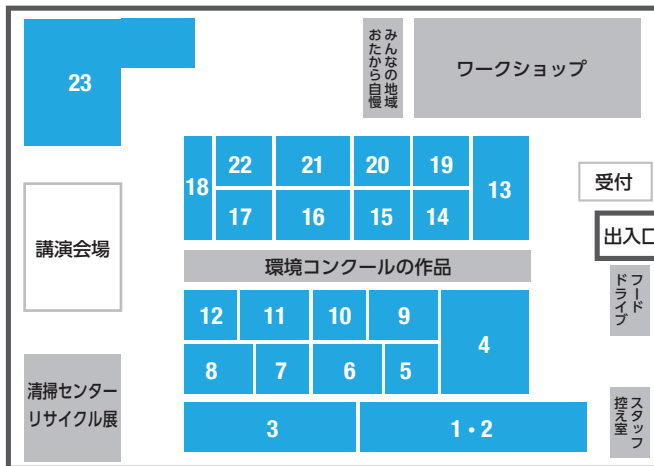 23
みんなの地域
おたから自慢
ワークショップ
18
22
21
20
19
13
17
16
15
14
受付
出入口
講演会場
環境コンクールの作品
フード
ドライブ
12
11
10
9
4
8
7
6
5
清掃センター
リサイクル展
3
1・2
スタッフ
控え室